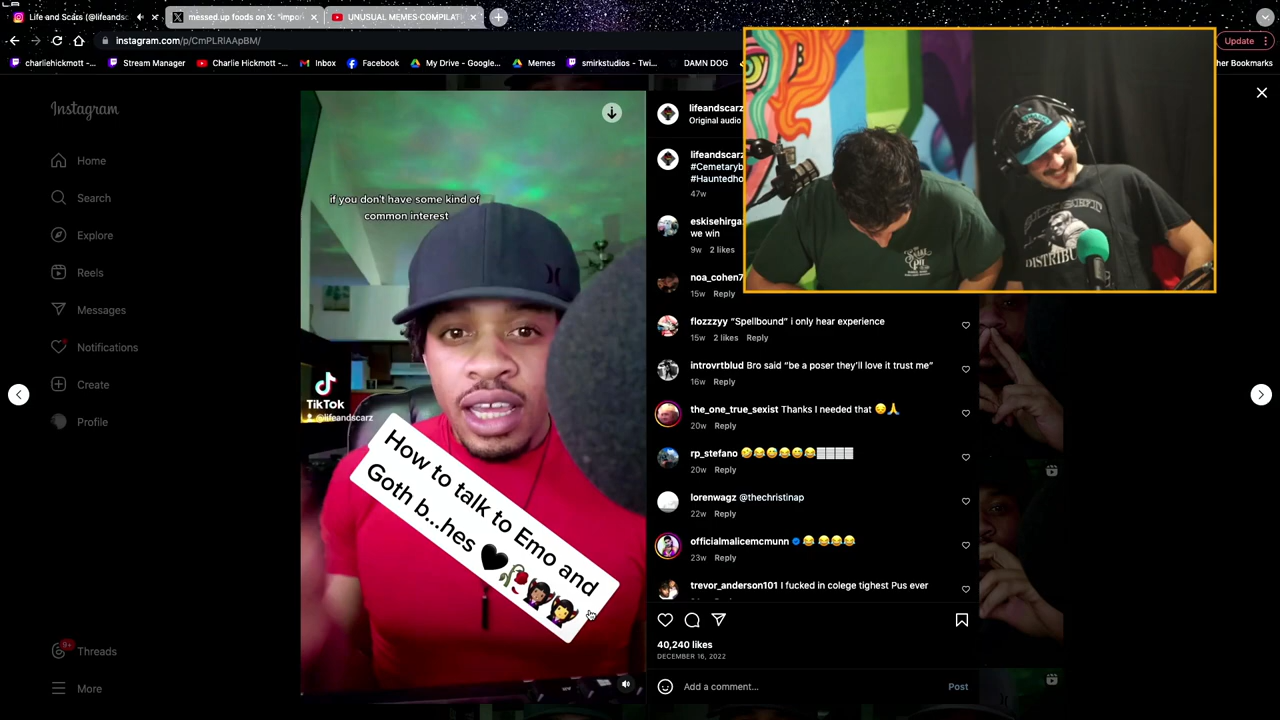 Life and Scars (@lifeands
messed up foods on X: "impor
UNUSUAL MEMES COMPILATI
instagram.com/p/CmPLRlAApBM/
Update
charliehickmott -...
Stream Manager
Charlie Hickmott -...
Inbox
Facebook
My Drive - Google...
Memes
smirkstudios - Twi...
DAMN DOG
her Bookmarks
Instagram
Home
Search
Explore
Reels
Messages
Notifications
Create
Profile
9+
Threads
More
if you don't have some kind of
common interest
TikTok
@lifeandscarz
How to talk to Emo and
Goth b...hes 🖤🥀
lifeandscarz
Original audio
lifeandscarz
#Cemetaryb
#Hauntedho
47w
eskisehirga
we win
9w 2 likes
noa_cohen7
15w Reply
flozzzyy "Spellbound" i only hear experience
15w 2 likes Reply
introvrtblud Bro said "be a poser they'll love it trust me"
16w Reply
the_one_true_sexist Thanks I needed that 😔🙏
20w Reply
rp_stefano
20w Reply
lorenwagz @thechristinap
22w Reply
officialmalicemcmunn 😂 😂😂😂
23w Reply
trevor_anderson101 I fucked in colege tighest Pus ever
40,240 likes
DECEMBER 16, 2022
Add a comment...
Post
DISTRIBU